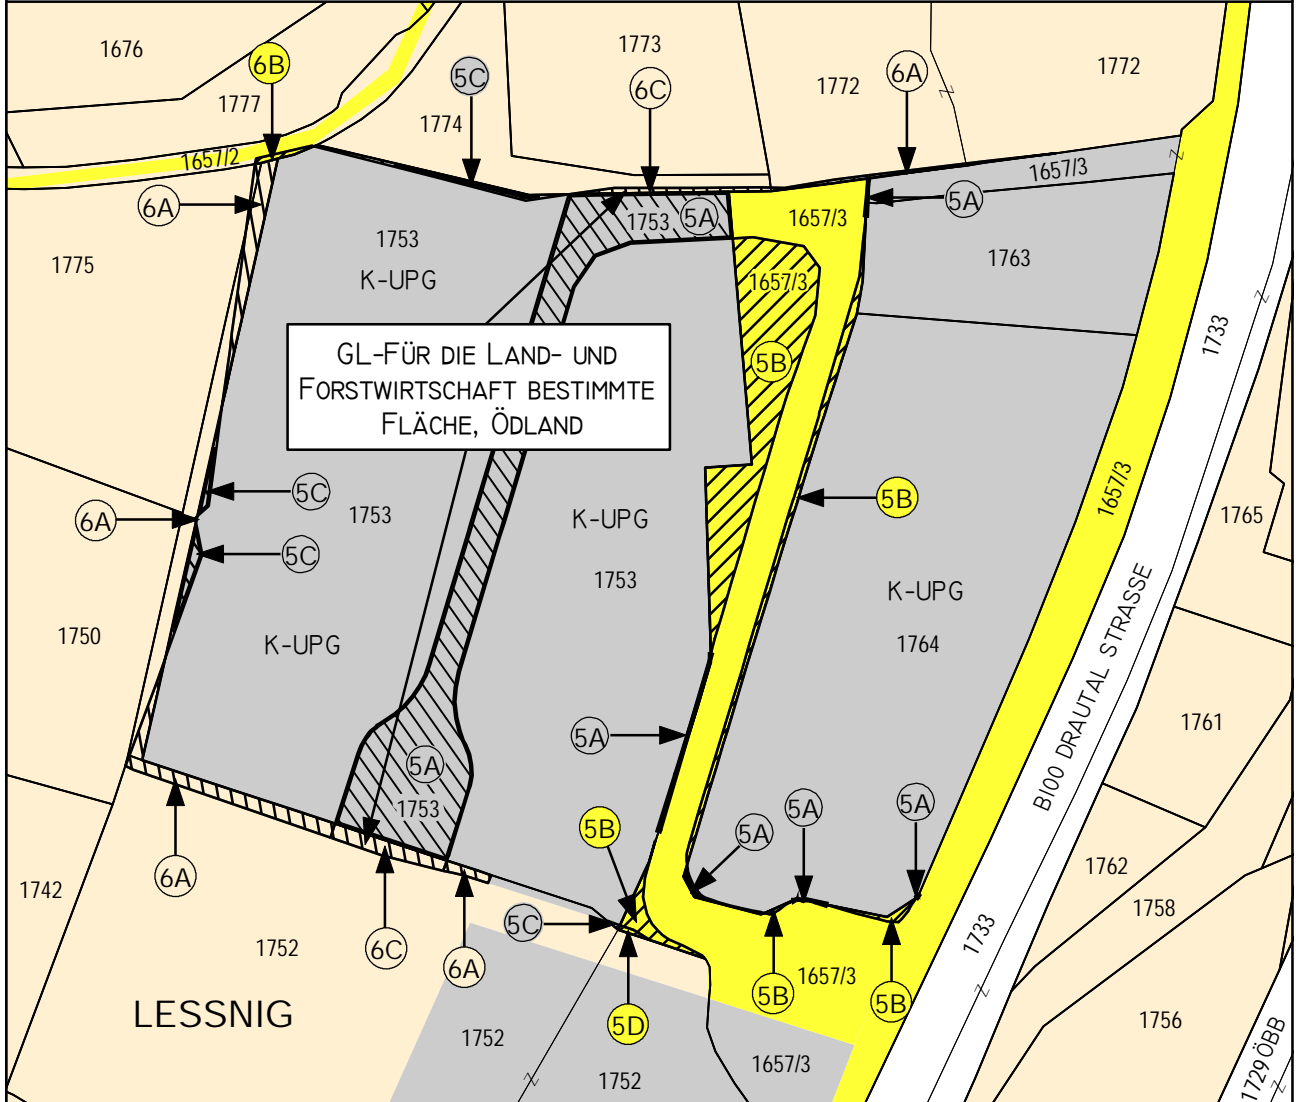 1676
6B
1777
5C
1774
1773
6C
1772
6A
1772
1657/2
6A
1775
1753
K-UPG
1753
5A
1657/3
5A
1657/3
1763
1657/3
5B
1733
GL-FÜR DIE LAND- UND
FORSTWIRTSCHAFT BESTIMMTE
FLÄCHE, ÖDLAND
5C
6A
1753
5C
K-UPG
1753
5B
1657/3
1765
K-UPG
1764
1750
K-UPG
B100 DRAUTAL STRASSE
1761
5A
5A
1753
5B
5A
5A
5A
1742
6A
1762
1758
5C
1752
6C
6A
1733
1657/3
5B
5B
LESSNIG
5D
1756
1752
1657/3
1752
1729 ÖBB